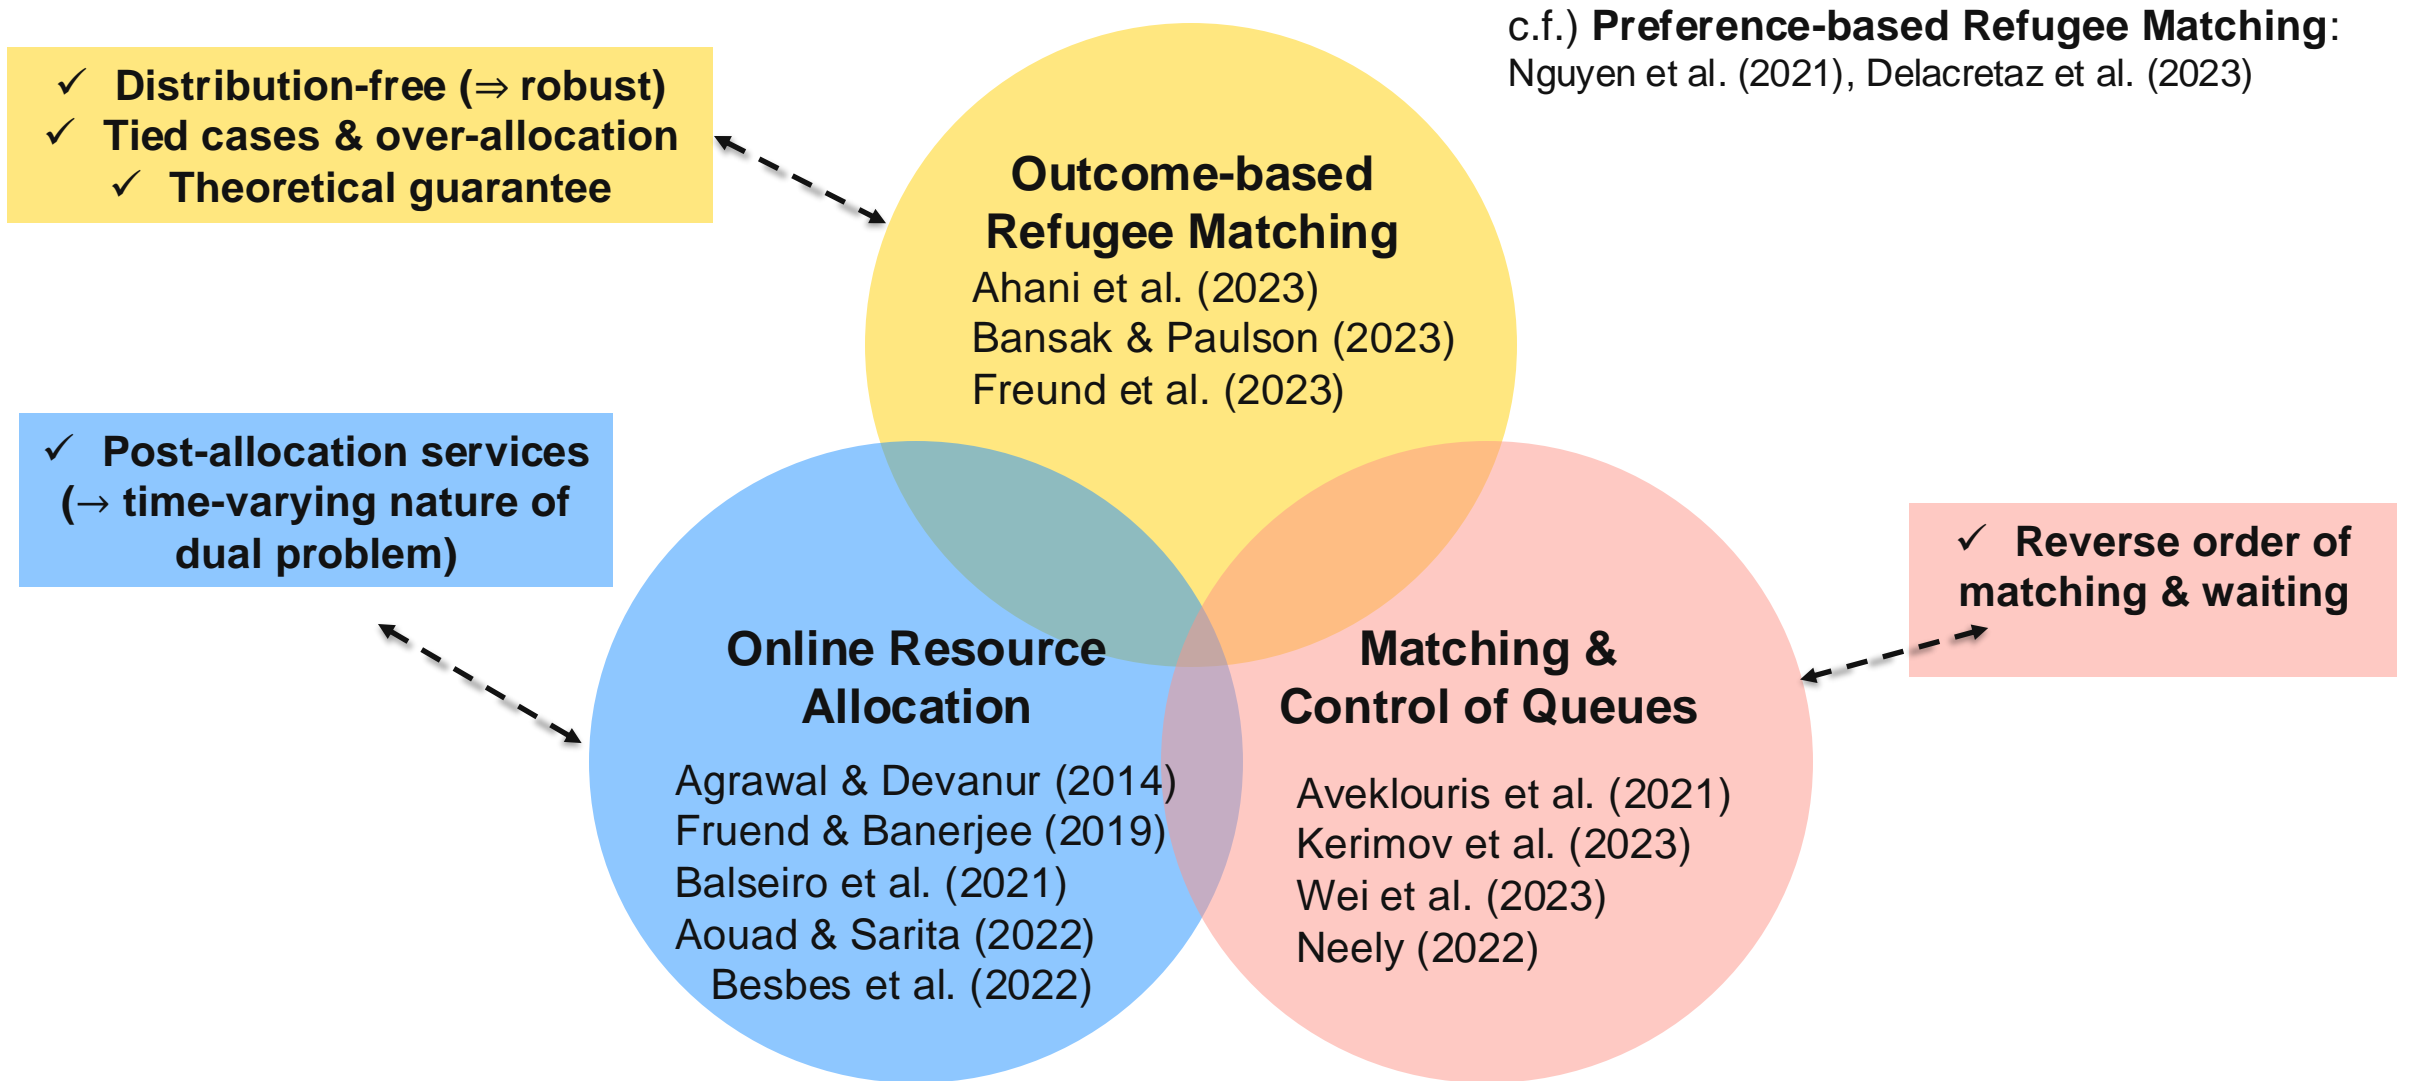 c.f.) Preference-based Refugee Matching:
Nguyen et al. (2021), Delacretaz et al. (2023)
✓ Distribution-free (⇒ robust)
✓ Tied cases & over-allocation
✓ Theoretical guarantee
Outcome-based
Refugee Matching
Ahani et al. (2023)
Bansak & Paulson (2023)
Freund et al. (2023)
✓ Post-allocation services
(→ time-varying nature of
dual problem)
✓ Reverse order of
matching & waiting
Online Resource
Allocation
Agrawal & Devanur (2014)
Fruend & Banerjee (2019)
Balseiro et al. (2021)
Aouad & Sarita (2022)
Besbes et al. (2022)
Matching &
Control of Queues
Aveklouris et al. (2021)
Kerimov et al. (2023)
Wei et al. (2023)
Neely (2022)